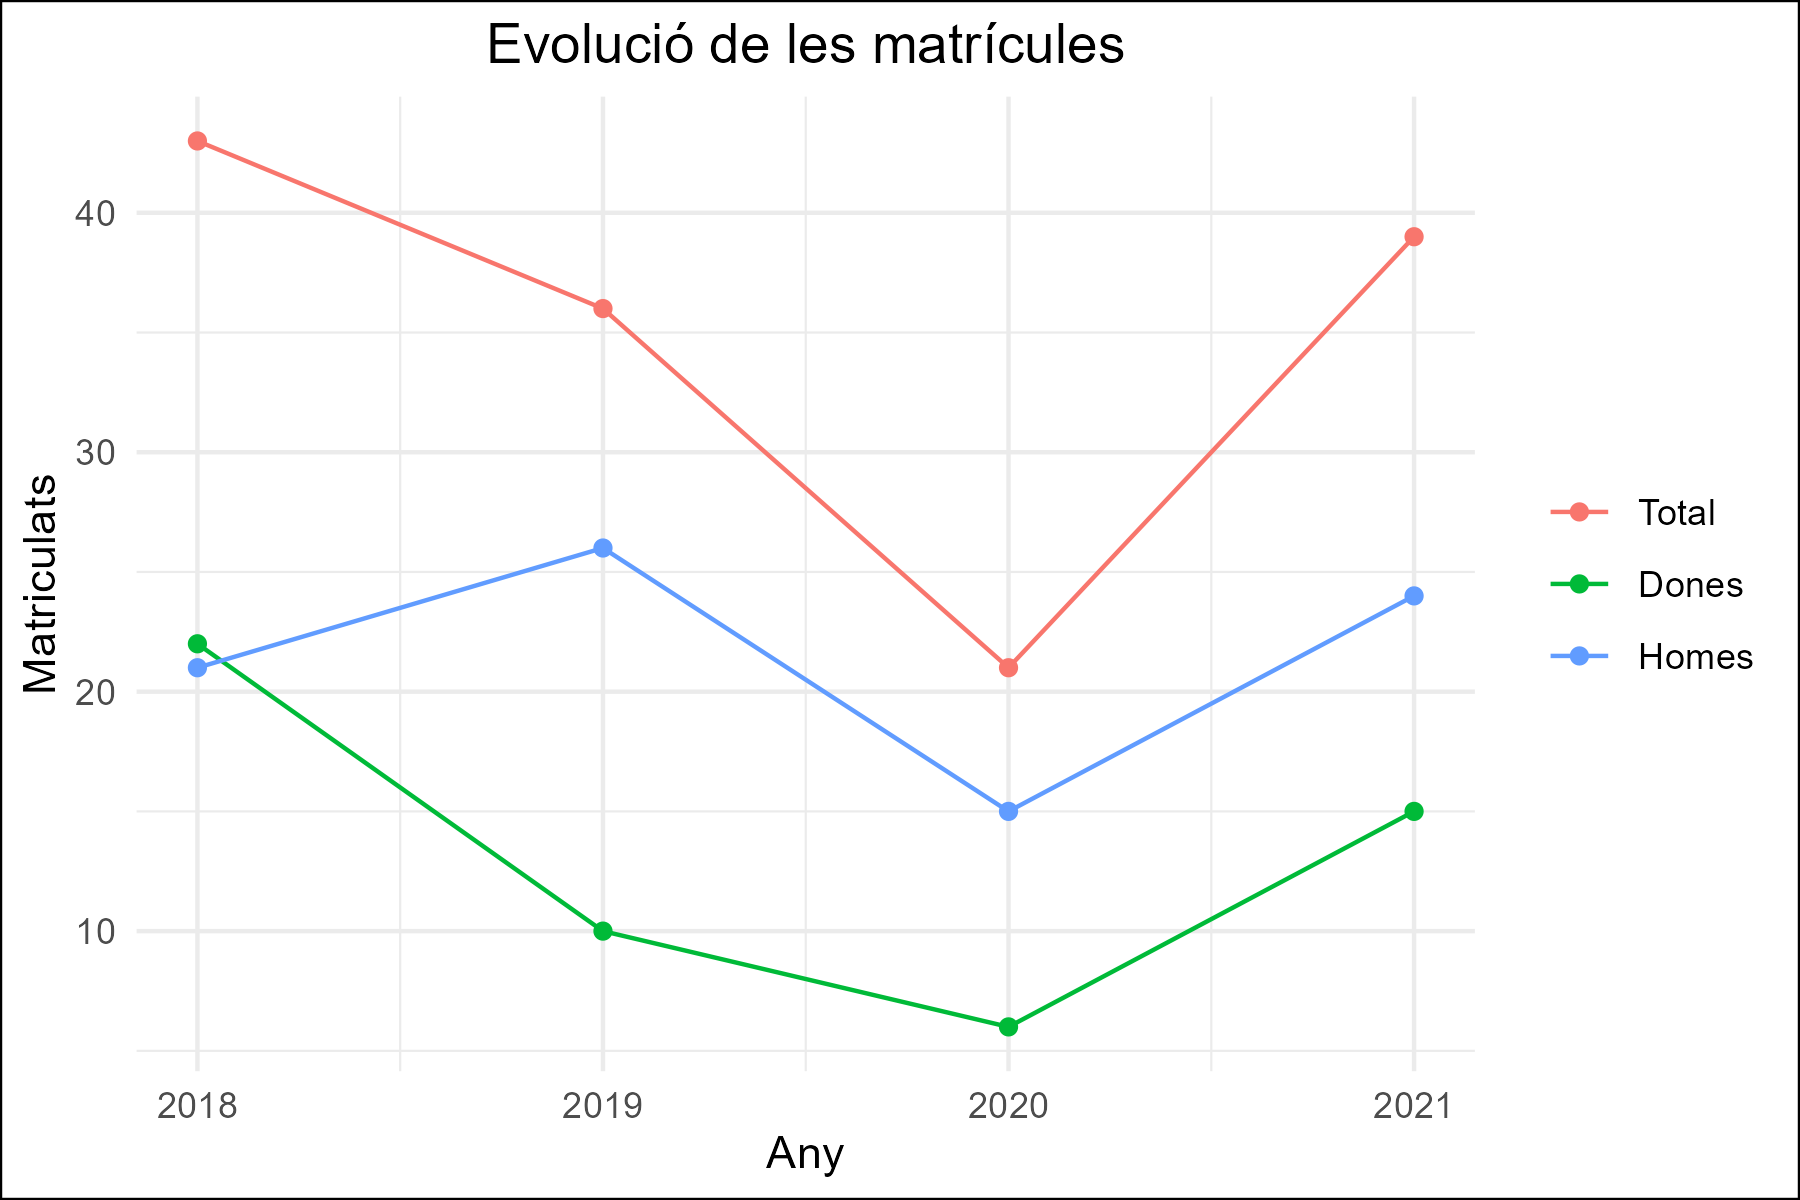 Evolució de les matrícules
Matriculats
40
30
20
10
2018 2019 2020 2021
Any
Total
Dones
Homes